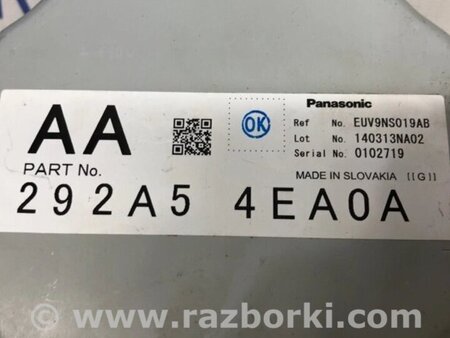 AA
OK
Panasonic
Ref No. EUV9NS019AB
Lot No. 140313NA02
Serial No. 0102719
PART No.
MADE IN SLOVAKIA [[G]]
292A5 4EA0A
www.razborki.com